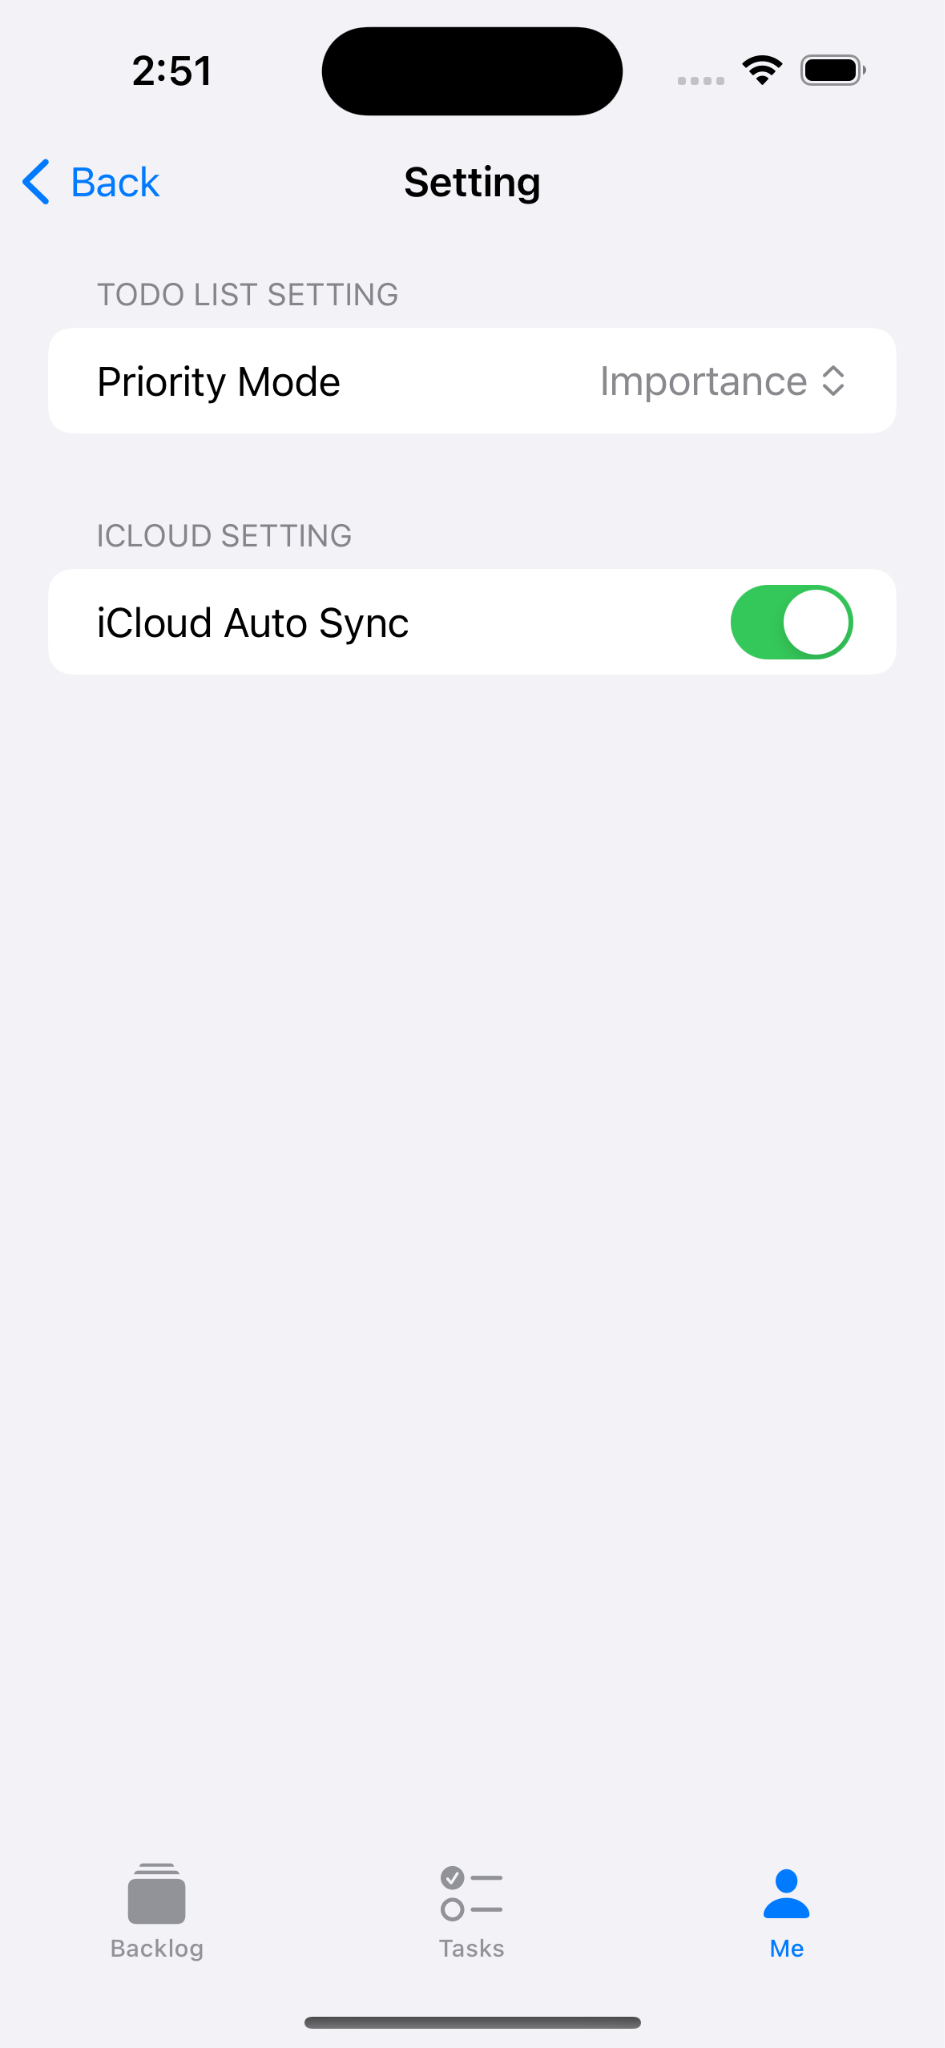 2:51
Back
Setting
TODO LIST SETTING
Priority Mode
Importance
ICLOUD SETTING
iCloud Auto Sync
Backlog
Tasks
Me